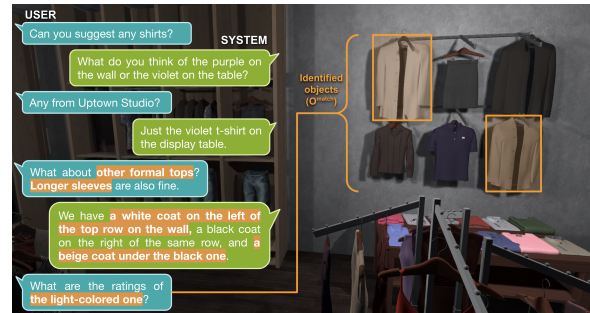 USER
Can you suggest any shirts?
SYSTEM
What do you think of the purple on
the wall or the violet on the table?
Any from Uptown Studio?
Just the violet t-shirt on
the display table.
What about other formal tops?
Longer sleeves are also fine.
We have a white coat on the left of
the top row on the wall, a black coat
on the right of the same row, and a
beige coat under the black one.
What are the ratings of
the light-colored one?
Identified
objects
(Omatch)